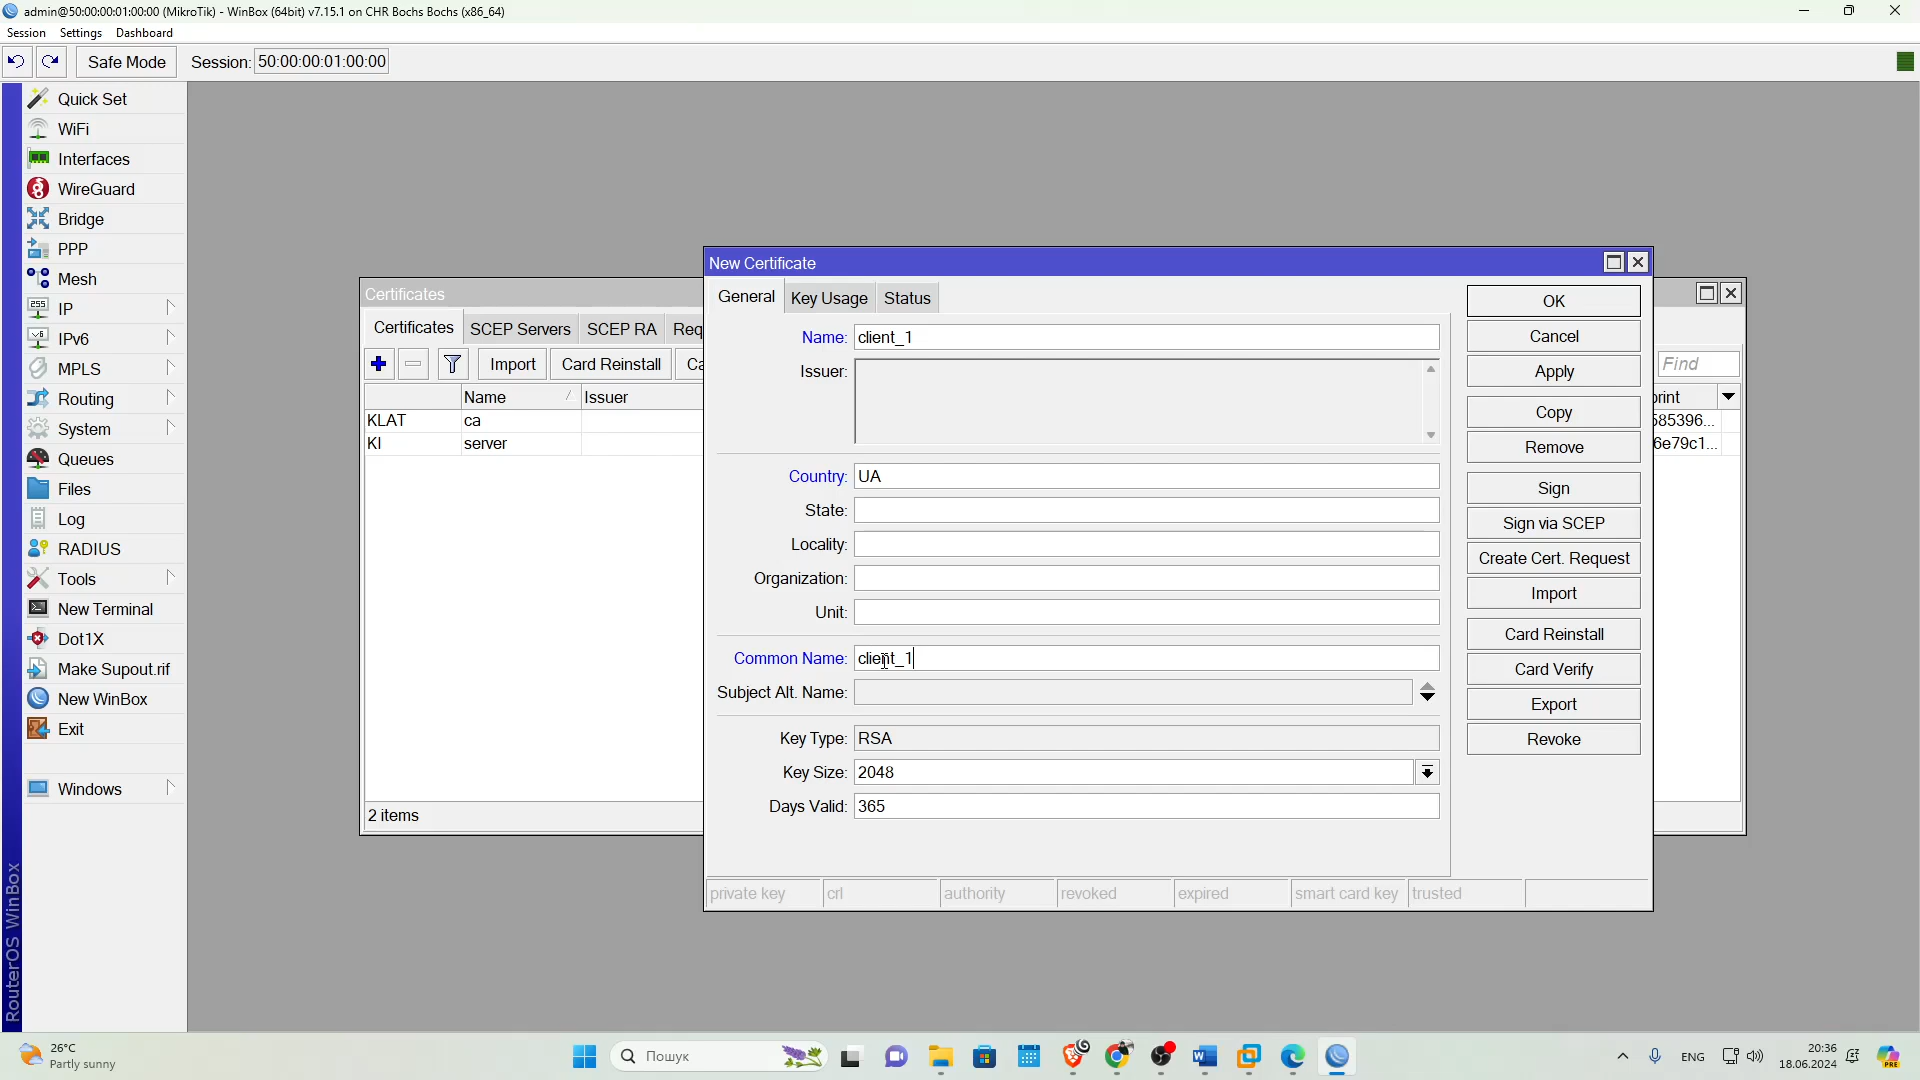 admin@50:00:00:01:00:00 (MikroTik) - WinBox (64bit) v7.15.1 on CHR Bochs Bochs (x86_64)
Session Settings Dashboard
Safe Mode Session: 50:00:00:01:00:00
Quick Set
WiFi
Interfaces
WireGuard
Bridge
PPP
Mesh
IP
IPv6
MPLS
Routing
System
Queues
Files
Log
RADIUS
Tools
New Terminal
Dot1X
Make Supout.rif
New WinBox
Exit
Windows
RouterOS WinBox
Certificates
Certificates SCEP Servers SCEP RA Req
Import Card Reinstall Ca
Find
Name Issuer
print
KLAT ca
585396...
KI server
6e79c1...
2 items
New Certificate
General Key Usage Status
Name: client_1
Issuer:
Country: UA
State:
Locality:
Organization:
Unit:
Common Name: client_1
Subject Alt. Name:
Key Type: RSA
Key Size: 2048
Days Valid: 365
OK
Cancel
Apply
Copy
Remove
Sign
Sign via SCEP
Create Cert. Request
Import
Card Reinstall
Card Verify
Export
Revoke
private key crl authority revoked expired smart card key trusted
26°C
Partly sunny
Пошук
ENG
20:36
18.06.2024
PRE